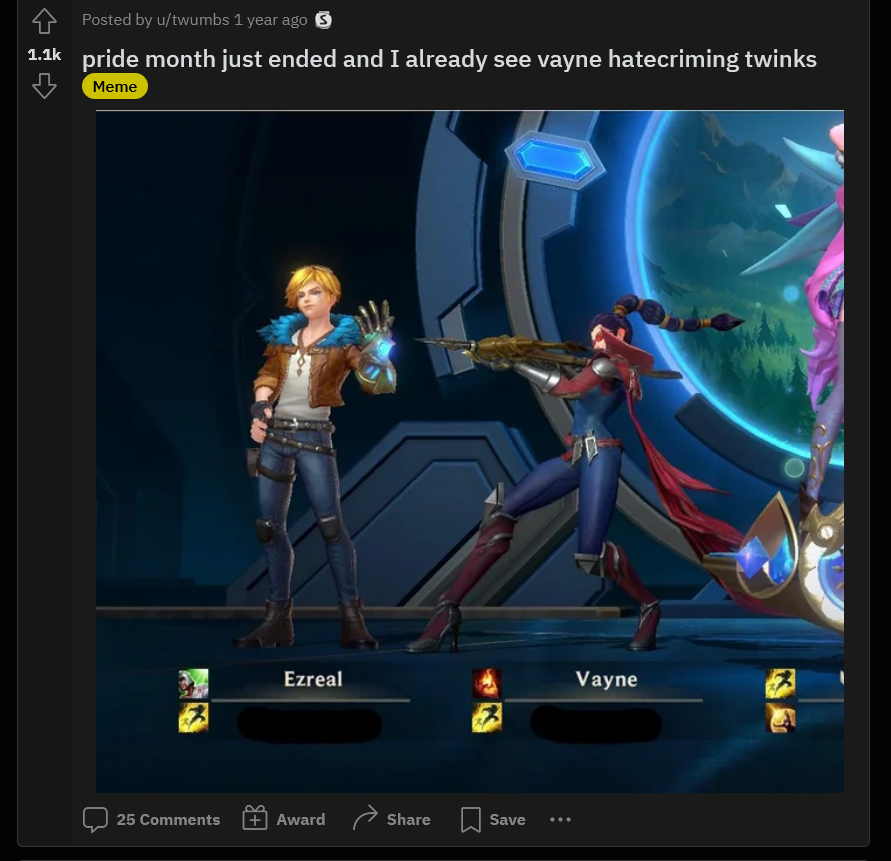 Posted by u/twumbs 1 year ago
1.1k
pride month just ended and I already see vayne hatecriming twinks
Meme
Ezreal
Vayne
25 Comments
Award
Share
Save